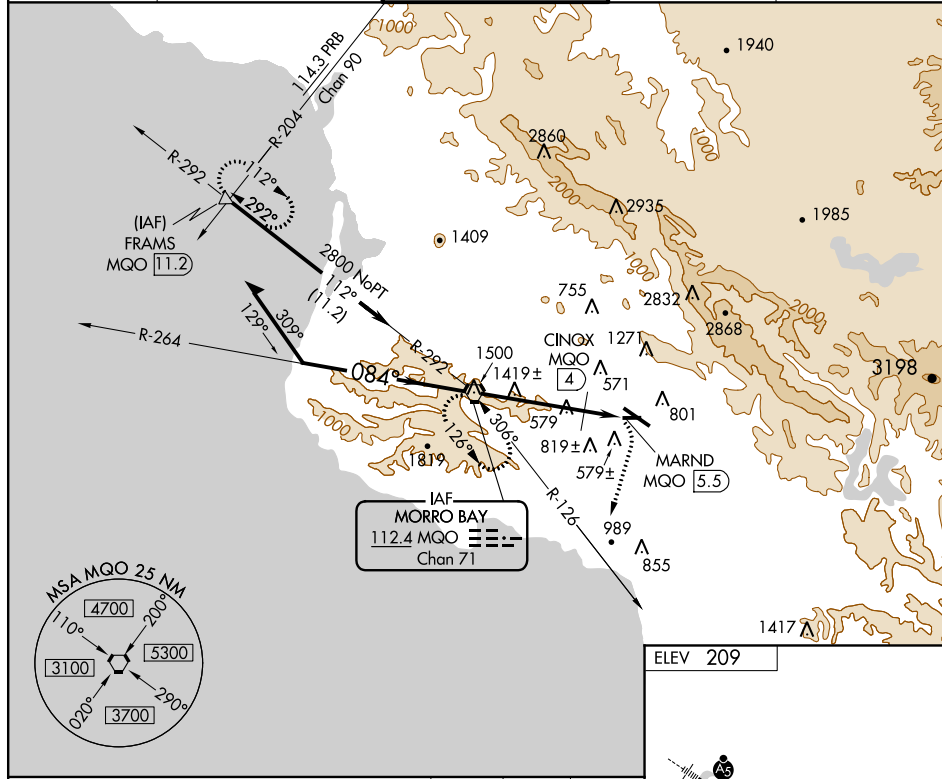 1000
114.3 PRB
Chan 90
R-204
1940
2860
2000
1000
2935
1985
R-292
112°
292°
(IAF)
FRAMS
MQO 11.2
2800 NoPT
112°
(11.2)
1409
1000
755
2832
2868
2000
1271
3198
309°
129°
R-264
R-292
084°
1500
1419±
CINOX
MQO
4
571
801
579
819±
579±
MARND
MQO 5.5
1000
1819
126°
306°
R-126
IAF
MORRO BAY
112.4 MQO
Chan 71
989
855
1417
MSA MQO 25 NM
4700
110°
200°
5300
3100
020°
290°
3700
ELEV 209
A5